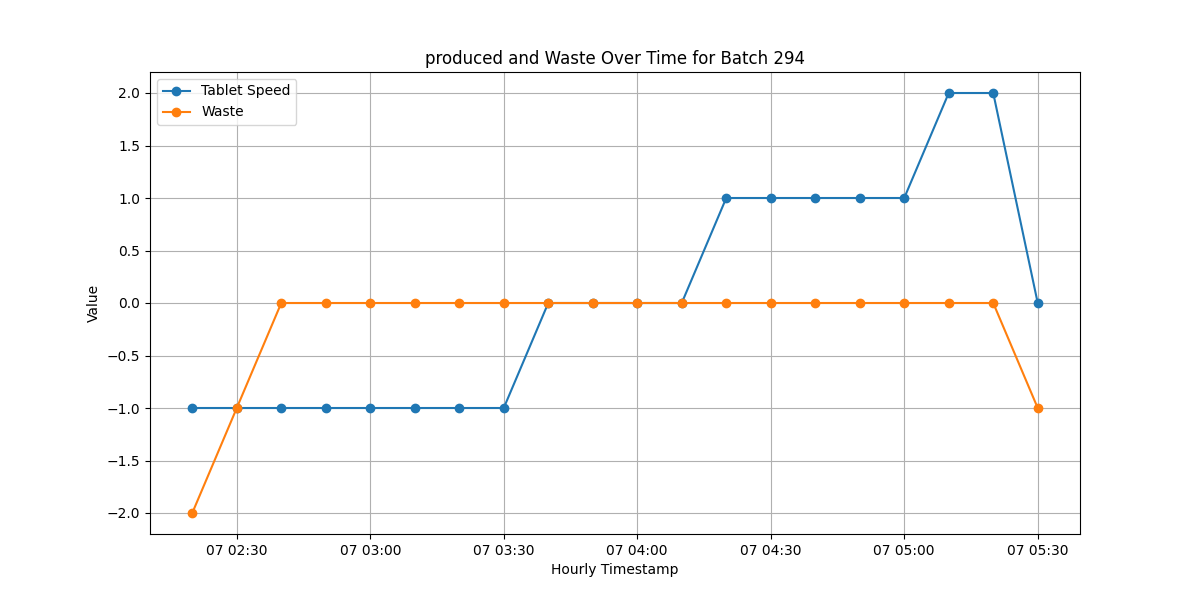 produced and Waste Over Time for Batch 294
Tablet Speed
Waste
2.0
1.5
1.0
0.5
0.0
−0.5
−1.0
−1.5
−2.0
Value
07 02:30 07 03:00 07 03:30 07 04:00 07 04:30 07 05:00 07 05:30
Hourly Timestamp